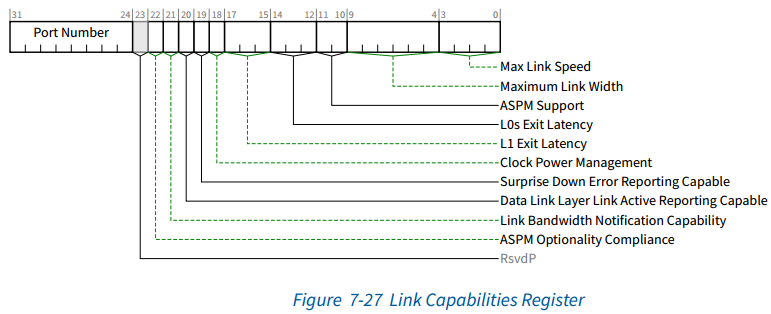 31 24 23 22 21 20 19 18 17 15 14 12 11 10 9 4 3 0
Port Number
Max Link Speed
Maximum Link Width
ASPM Support
L0s Exit Latency
L1 Exit Latency
Clock Power Management
Surprise Down Error Reporting Capable
Data Link Layer Link Active Reporting Capable
Link Bandwidth Notification Capability
ASPM Optionality Compliance
RsvdP
Figure 7-27 Link Capabilities Register